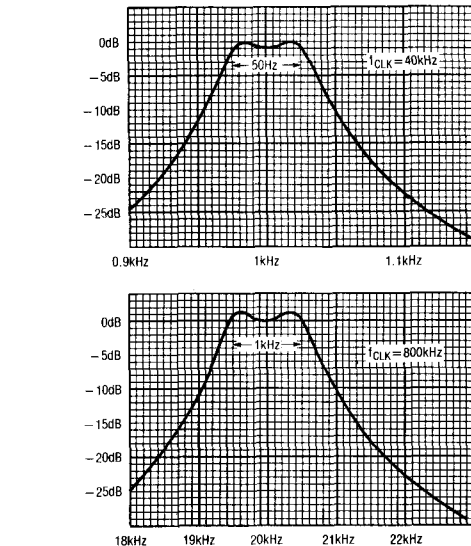 0dB
50Hz
fCLK = 40kHz
−5dB
−10dB
−15dB
−20dB
−25dB
0.9kHz 1kHz 1.1kHz
0dB
1kHz
fCLK = 800kHz
−5dB
−10dB
−15dB
−20dB
−25dB
18kHz 19kHz 20kHz 21kHz 22kHz